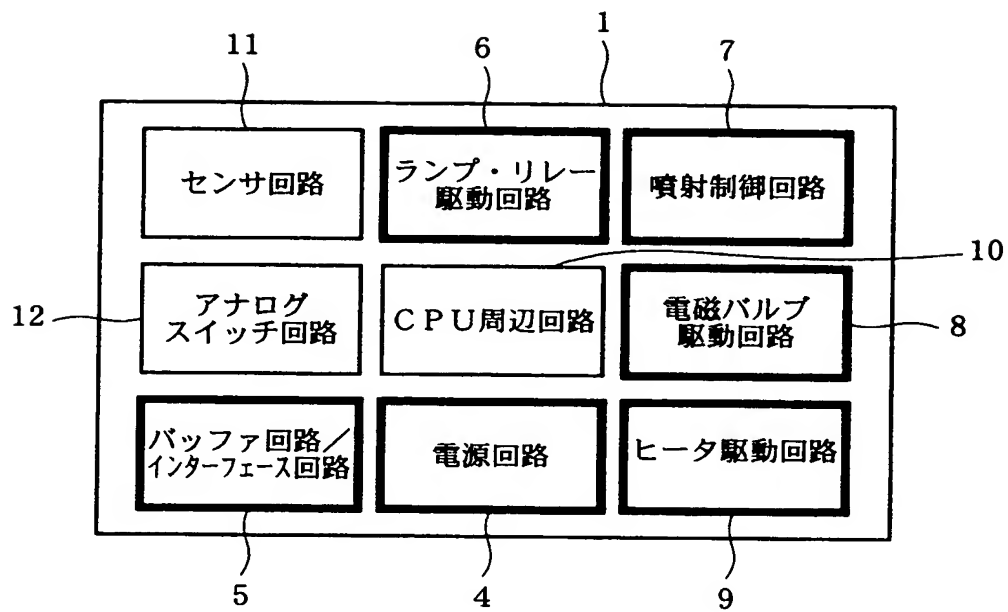 11
6
1
7
センサ回路
ランプ・リレー
駆動回路
噴射制御回路
10
12
アナログ
スイッチ回路
ＣＰＵ周辺回路
電磁バルブ
駆動回路
8
バッファ回路／
インターフェース回路
電源回路
ヒータ駆動回路
5
4
9